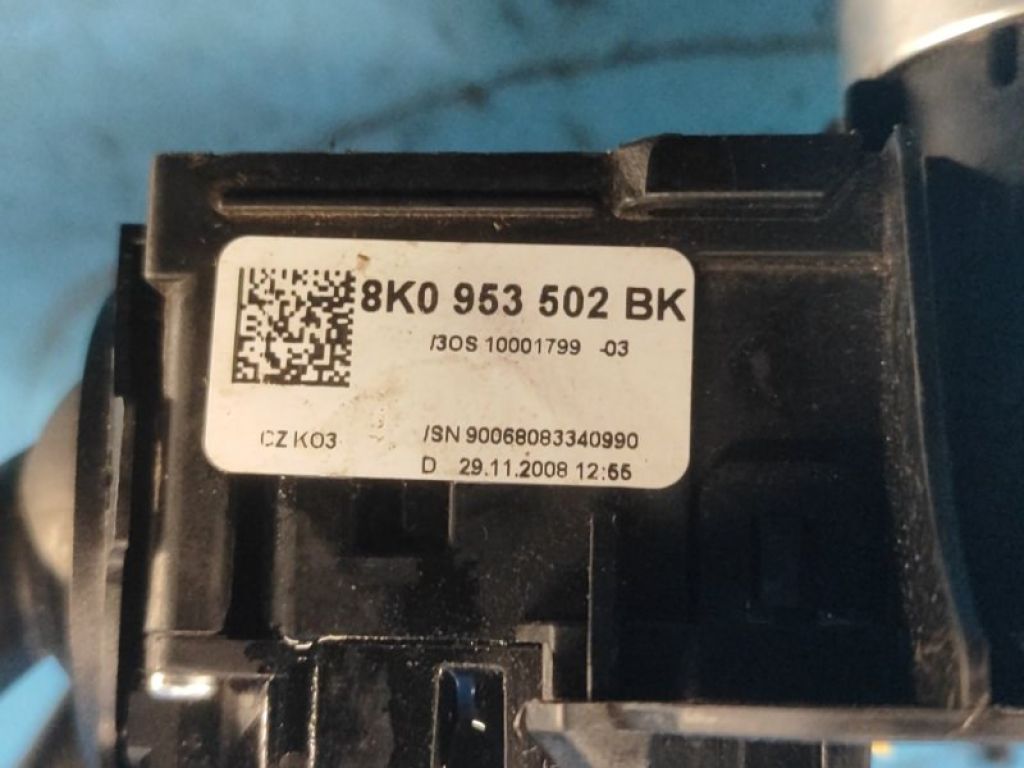 8K0 953 502 BK
/3OS 10001799 -03
CZ K03 /SN 90068083340990
D 29.11.2008 12:55